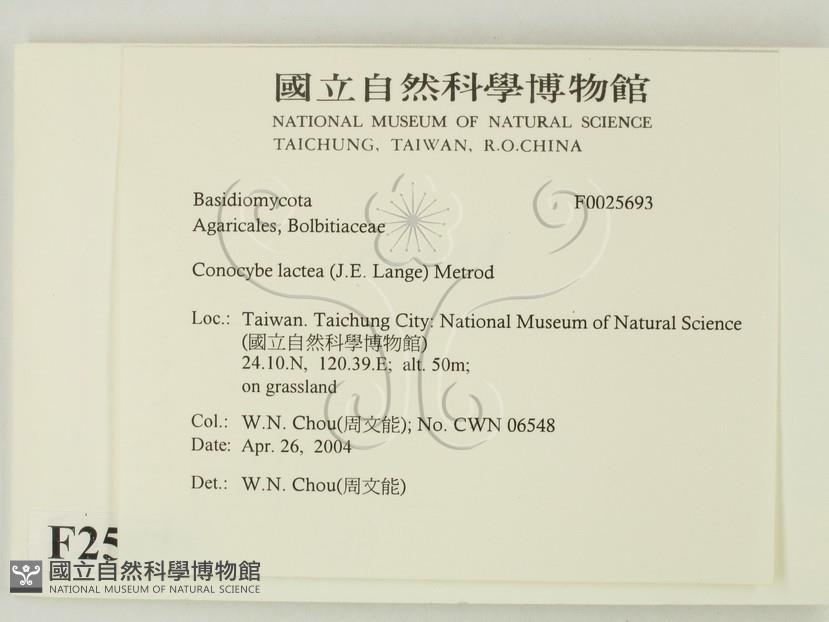 國立自然科學博物館
NATIONAL MUSEUM OF NATURAL SCIENCE
TAICHUNG, TAIWAN, R.O.CHINA
Basidiomycota F0025693
Agaricales, Bolbitiaceae
Conocybe lactea (J.E. Lange) Metrod
Loc.: Taiwan. Taichung City: National Museum of Natural Science
(國立自然科學博物館)
24.10.N, 120.39.E; alt. 50m;
on grassland
Col.: W.N. Chou(周文能); No. CWN 06548
Date: Apr. 26, 2004
Det.: W.N. Chou(周文能)
F25
國立自然科學博物館
NATIONAL MUSEUM OF NATURAL SCIENCE